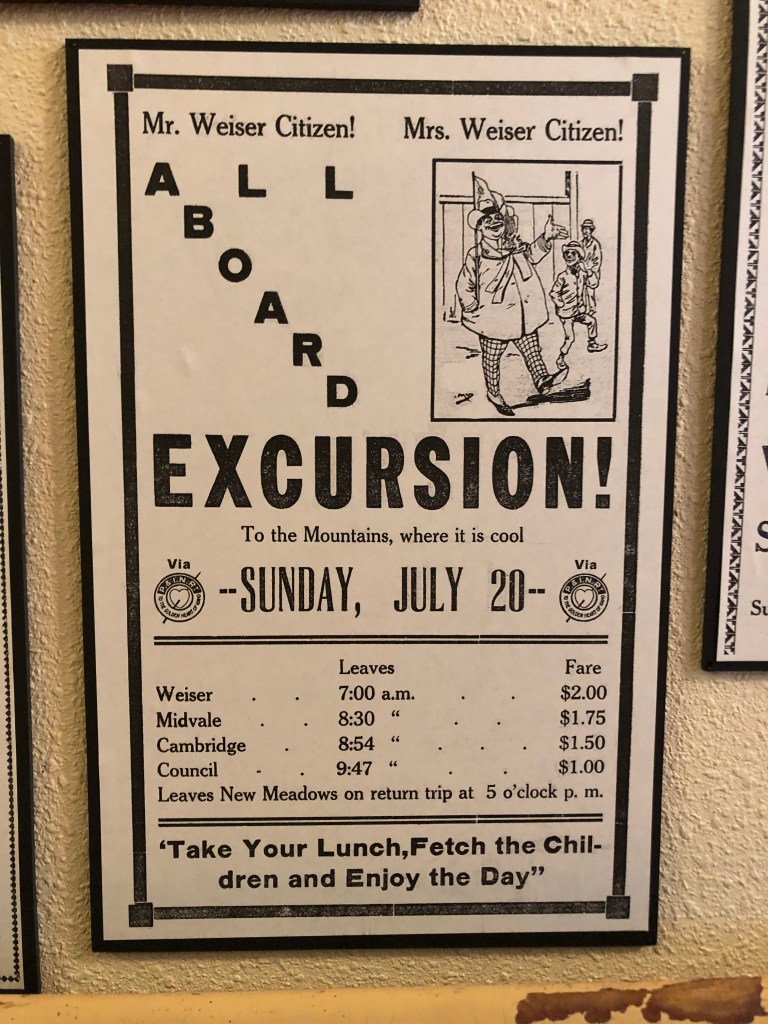 Mr. Weiser Citizen! Mrs. Weiser Citizen!
ALL
ABOARD
EXCURSION!
To the Mountains, where it is cool
Via Via
--SUNDAY, JULY 20--
Leaves Fare
Weiser . . 7:00 a.m. . . $2.00
Midvale . . 8:30 “ . . $1.75
Cambridge . 8:54 “ . . . $1.50
Council - . 9:47 “ . . $1.00
Leaves New Meadows on return trip at 5 o'clock p. m.
‘Take Your Lunch,Fetch the Chil-
dren and Enjoy the Day”